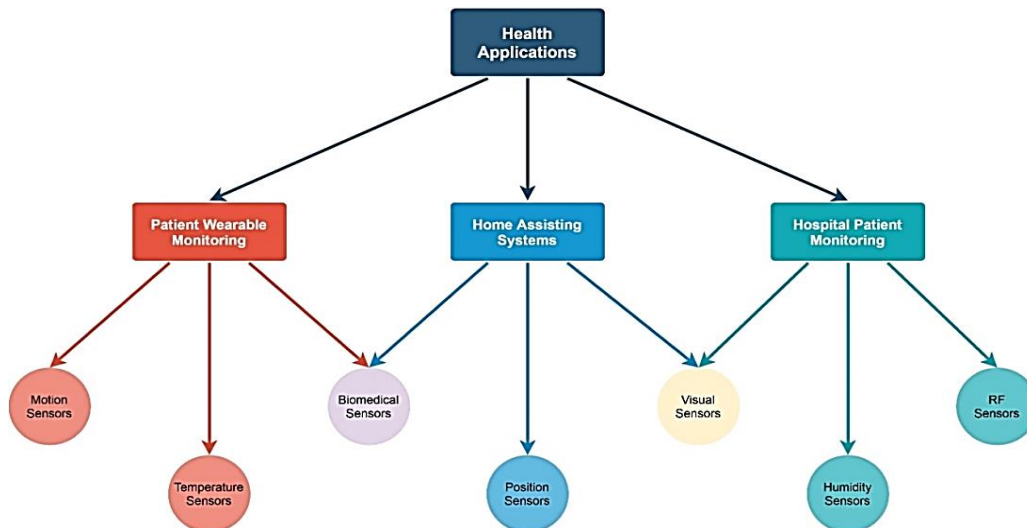 Health
Applications
Patient Wearable
Monitoring
Home Assisting
Systems
Hospital Patient
Monitoring
Motion
Sensors
Biomedical
Sensors
Visual
Sensors
RF
Sensors
Temperature
Sensors
Position
Sensors
Humidity
Sensors